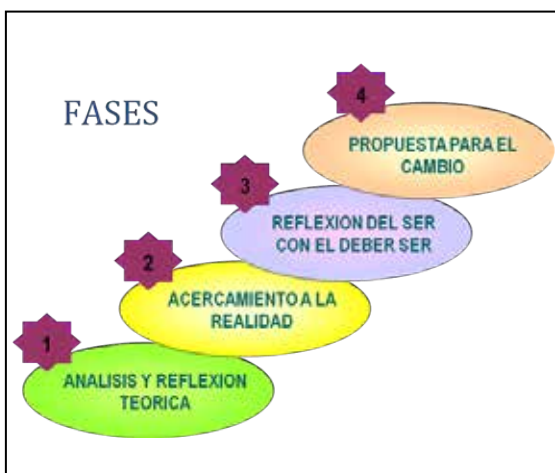 FASES
4
PROPUESTA PARA EL
CAMBIO
3
REFLEXION DEL SER
CON EL DEBER SER
2
ACERCAMIENTO A LA
REALIDAD
1
ANALISIS Y REFLEXION
TEORICA